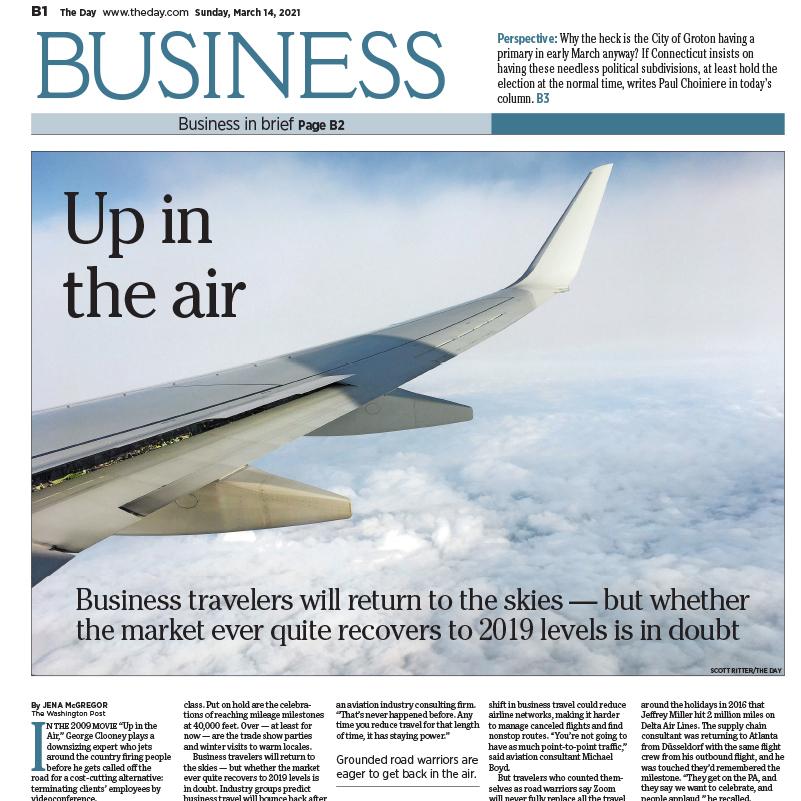 B1 The Day www.theday.com Sunday, March 14, 2021
BUSINESS
Perspective: Why the heck is the City of Groton having a
primary in early March anyway? If Connecticut insists on
having these needless political subdivisions, at least hold the
election at the normal time, writes Paul Choiniere in today's
column. B3
Business in brief Page B2
Up in
the air
Business travelers will return to the skies — but whether
the market ever quite recovers to 2019 levels is in doubt
SCOTT RITTER/THE DAY
By JENA McGREGOR
The Washington Post
IN THE 2009 MOVIE “Up in the
Air,” George Clooney plays a
downsizing expert who jets
around the country firing people
before he gets called off the
road for a cost-cutting alternative:
terminating clients’ employees by
videoconference.
class. Put on hold are the celebra-
tions of reaching mileage milestones
at 40,000 feet. Over — at least for
now — are the trade show parties
and winter visits to warm locales.
Business travelers will return to
the skies — but whether the market
ever quite recovers to 2019 levels is
in doubt. Industry groups predict
business travel will bounce back after
an aviation industry consulting firm.
“That’s never happened before. Any
time you reduce travel for that length
of time, it has staying power.”
Grounded road warriors are
eager to get back in the air.
shift in business travel could reduce
airline networks, making it harder
to manage canceled flights and find
nonstop routes. “You’re not going to
have as much point-to-point traffic,”
said aviation consultant Michael
Boyd.
But travelers who counted them-
selves as road warriors say Zoom
will never fully replace all the travel
around the holidays in 2016 that
Jeffrey Miller hit 2 million miles on
Delta Air Lines. The supply chain
consultant was returning to Atlanta
from Düsseldorf with the same flight
crew from his outbound flight, and he
was touched they’d remembered the
milestone. “They get on the PA, and
they say we want to celebrate, and
people applaud,” he recalled.